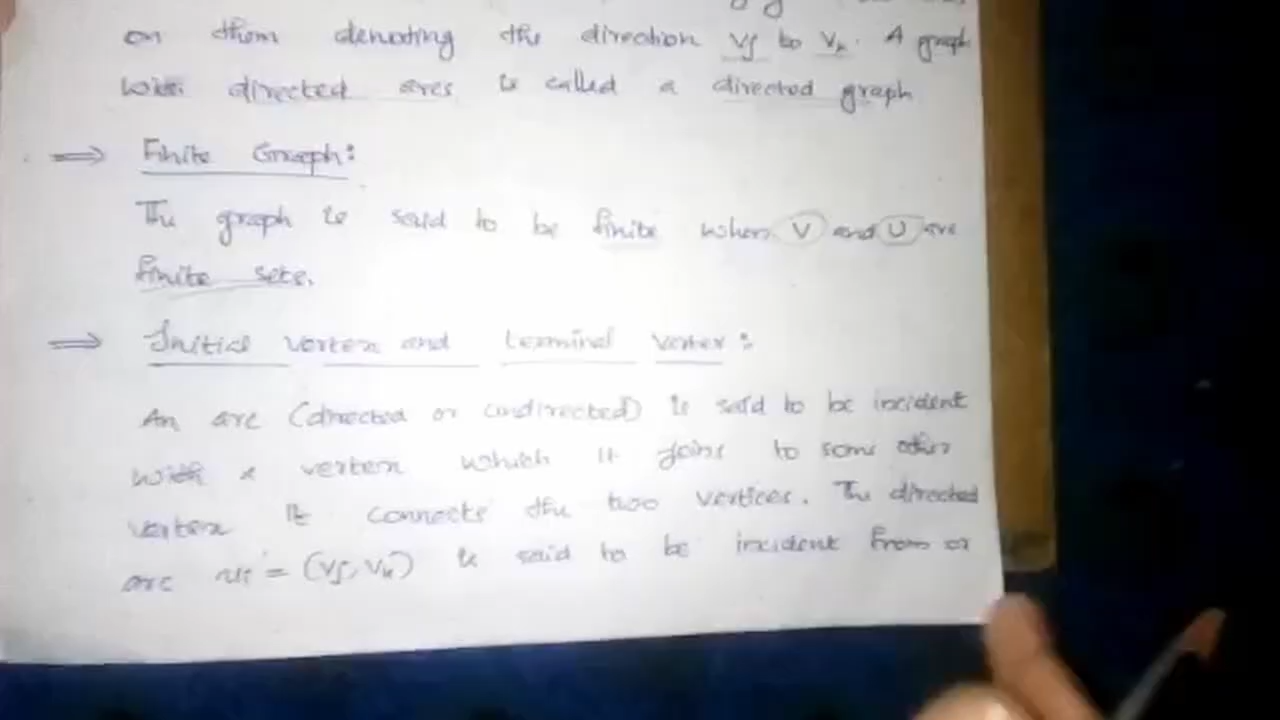 on them denoting the direction Vj to Vk. A graph
with directed arcs is called a directed graph
⇒ Finite Graph:
The graph is said to be finite when V and U are
finite sets.
⇒ Initial vertex and terminal vertex:
An arc (directed or undirected) is said to be incident
with a vertex which it joins to some other
vertex It connects the two vertices. The directed
arc ui = (Vj, Vk) is said to be incident from or